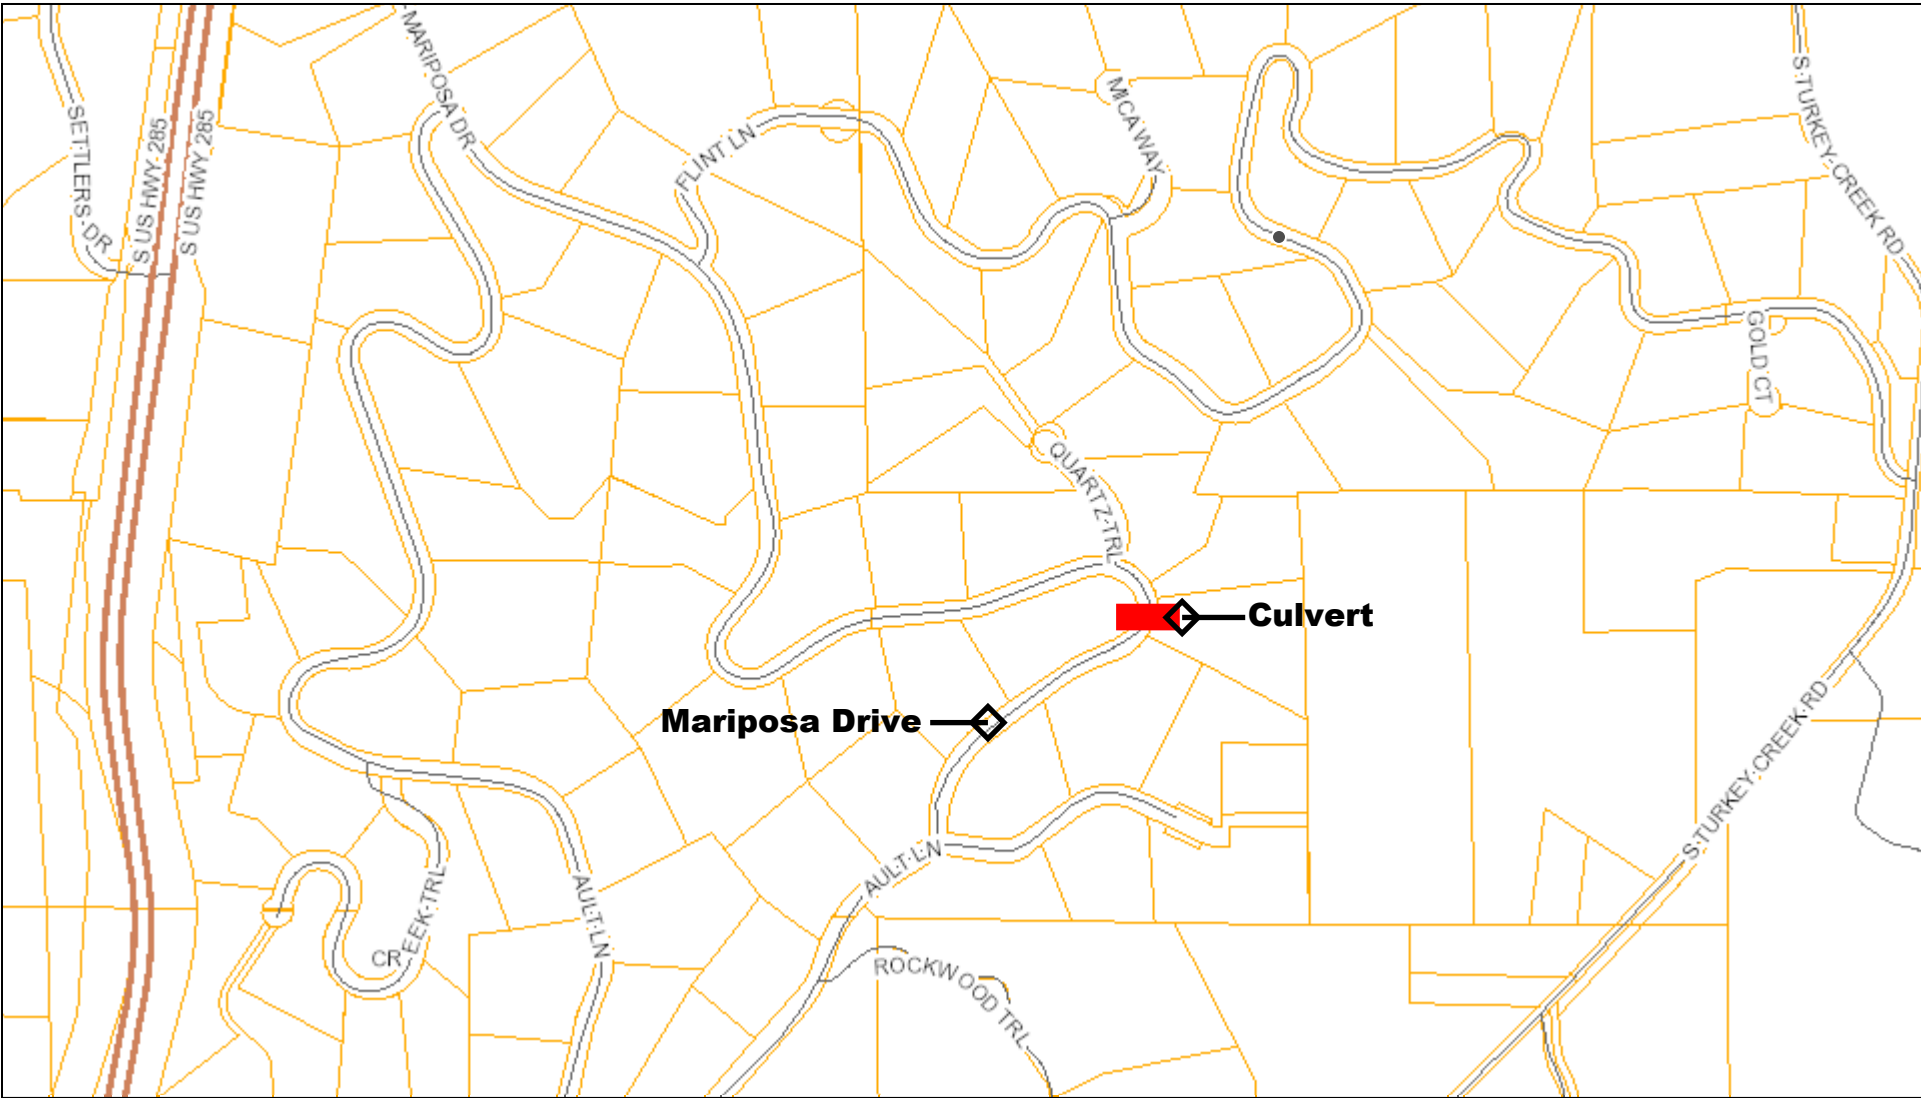 MARIPOSA DR
S TURKEY CREEK RD
MICA WAY
SETTLERS DR
S US HWY 285
S US HWY 285
FLINT LN
GOLD CT
QUARTZ TRL
Culvert
Mariposa Drive
S TURKEY CREEK RD
AULT LN
AULT LN
CREEK TRL
ROCKWOOD TRL